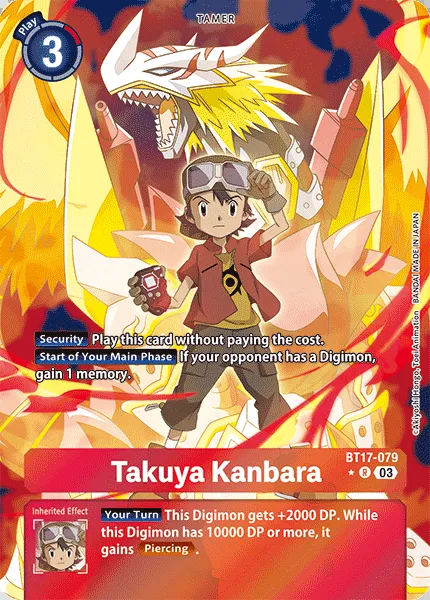 TAMER
Play
3
Security Play this card without paying the cost.
Start of Your Main Phase If your opponent has a Digimon,
gain 1 memory.
©Akiyoshi Hongo, Toei Animation BANDAI MADE IN JAPAN
BT17-079
Takuya Kanbara
★ R 03
Inherited Effect
Your Turn This Digimon gets +2000 DP. While
this Digimon has 10000 DP or more, it
gains Piercing .